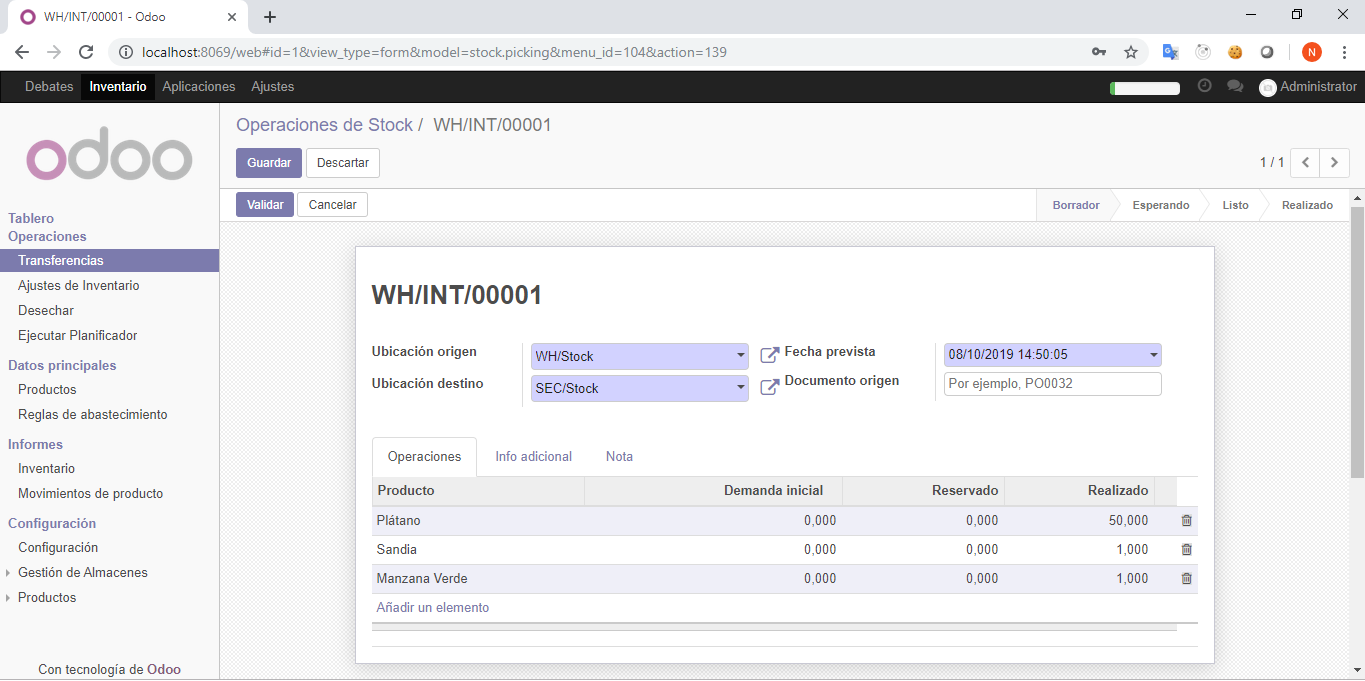 WH/INT/00001 - Odoo
localhost:8069/web#id=1&view_type=form&model=stock.picking&menu_id=104&action=139
N
Debates Inventario Aplicaciones Ajustes Administrator
odoo
Operaciones de Stock / WH/INT/00001
Guardar Descartar
1 / 1
Validar Cancelar
Borrador Esperando Listo Realizado
Tablero
Operaciones
Transferencias
Ajustes de Inventario
Desechar
Ejecutar Planificador
Datos principales
Productos
Reglas de abastecimiento
Informes
Inventario
Movimientos de producto
Configuración
Configuración
Gestión de Almacenes
Productos
Con tecnología de Odoo
WH/INT/00001
Ubicación origen WH/Stock
Ubicación destino SEC/Stock
Fecha prevista 08/10/2019 14:50:05
Documento origen Por ejemplo, PO0032
Operaciones Info adicional Nota
Producto Demanda inicial Reservado Realizado
Plátano 0,000 0,000 50,000
Sandia 0,000 0,000 1,000
Manzana Verde 0,000 0,000 1,000
Añadir un elemento